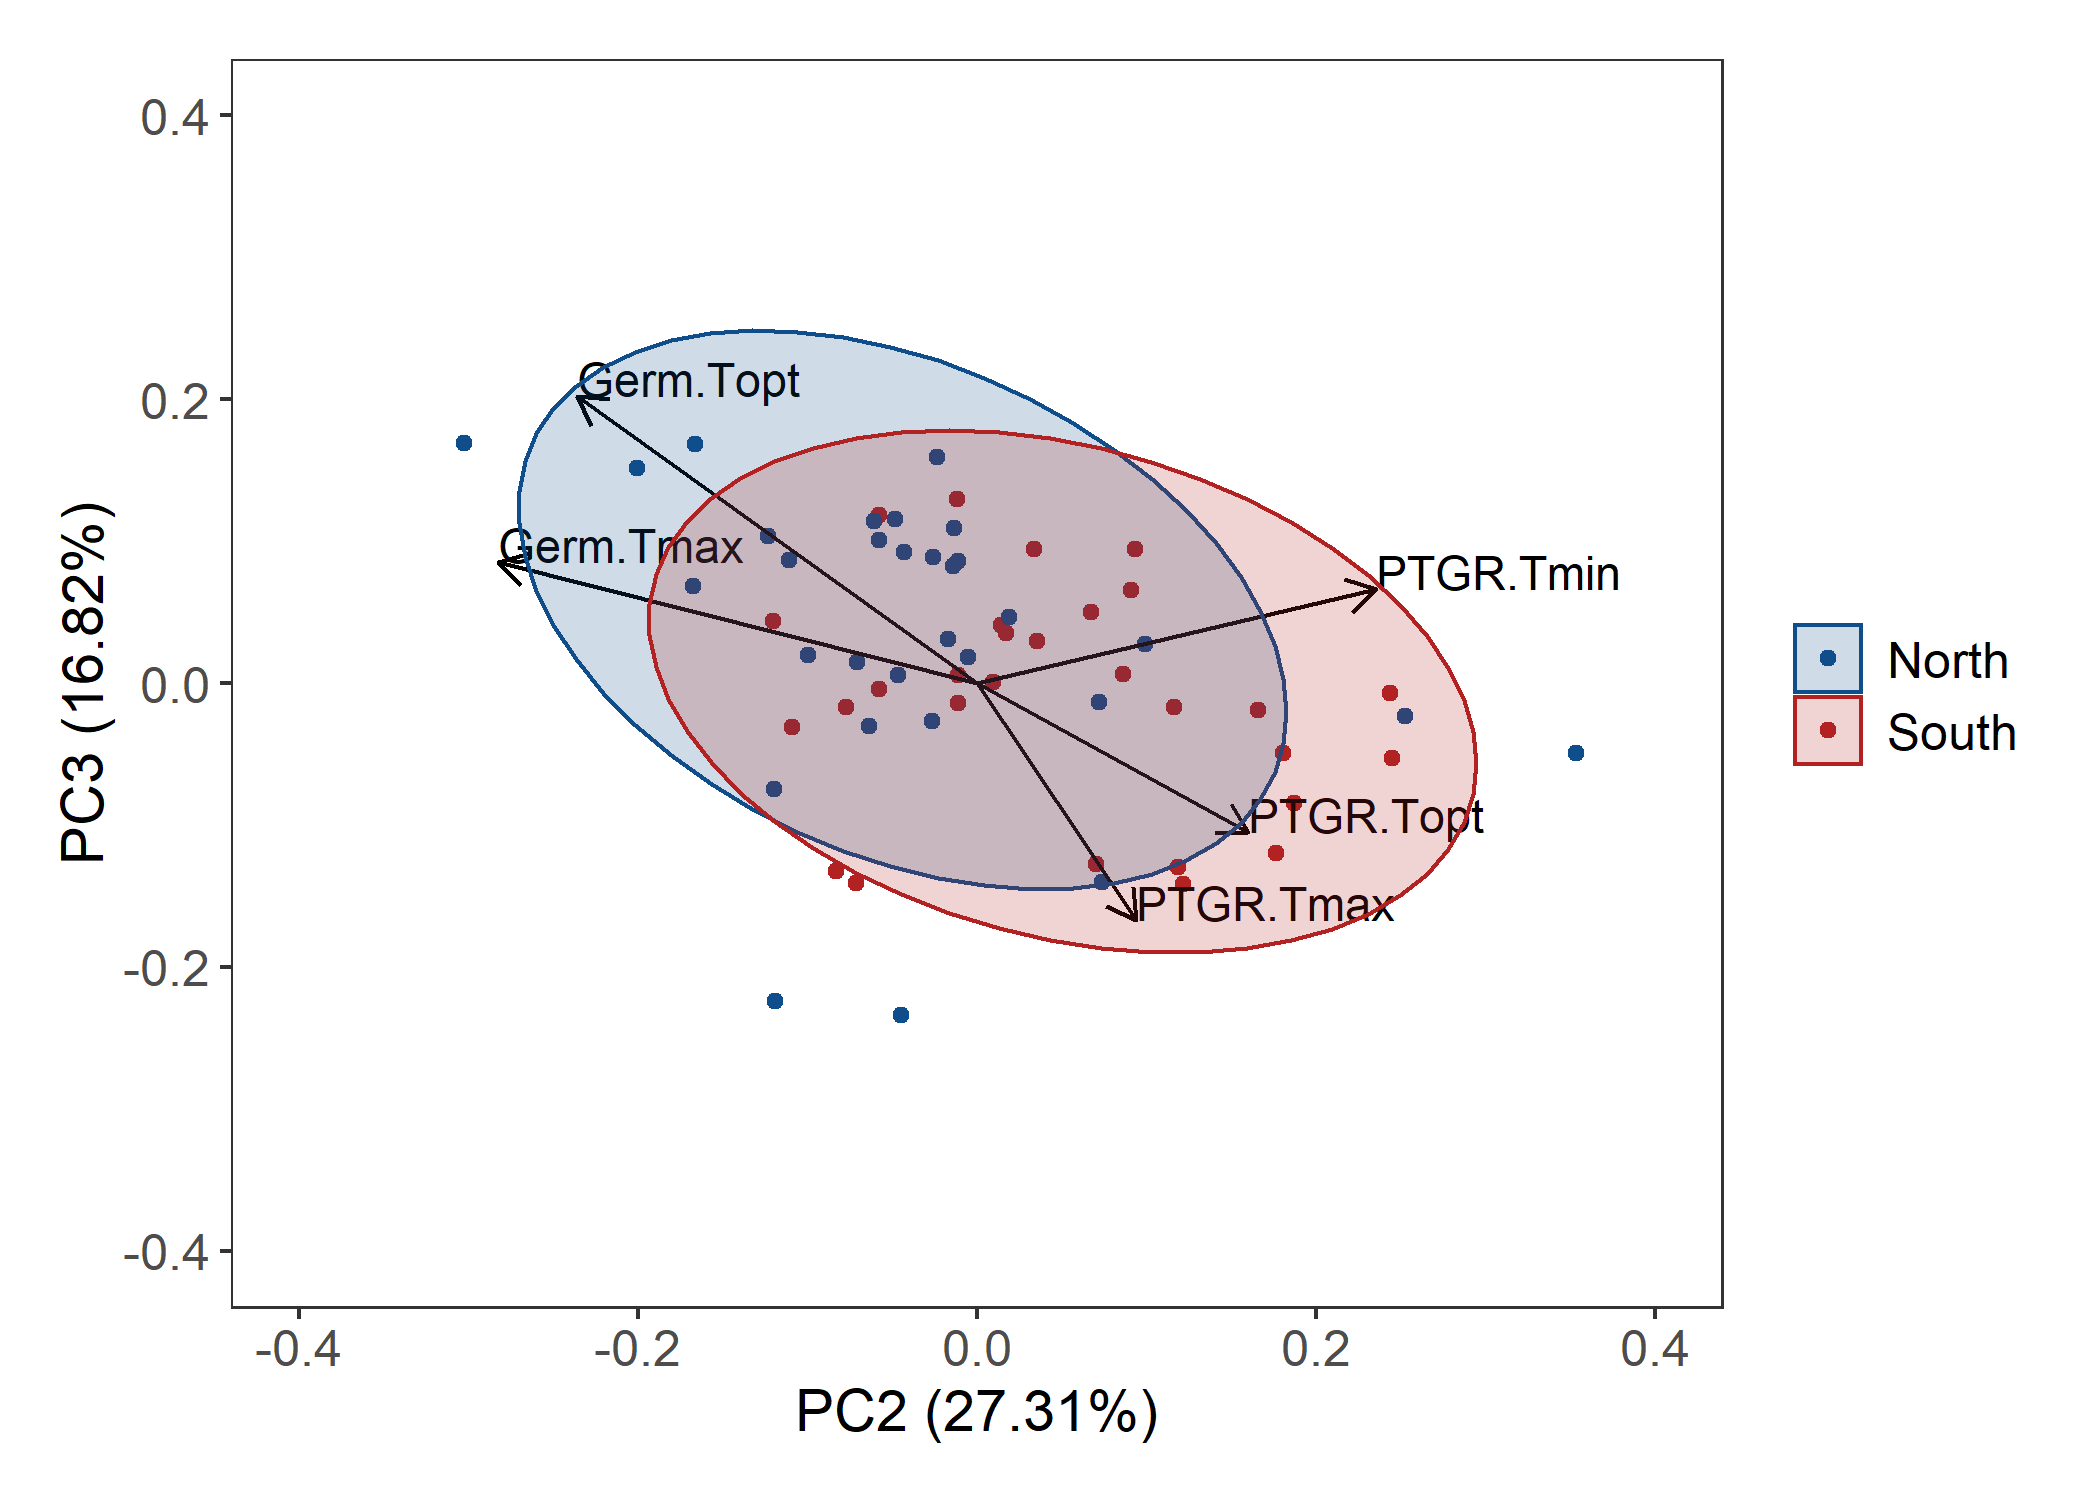 0.4
0.2
0.0
-0.2
-0.4
PC3 (16.82%)
Germ.Topt
Germ.Tmax
PTGR.Tmin
PTGR.Topt
PTGR.Tmax
North
South
-0.4 -0.2 0.0 0.2 0.4
PC2 (27.31%)